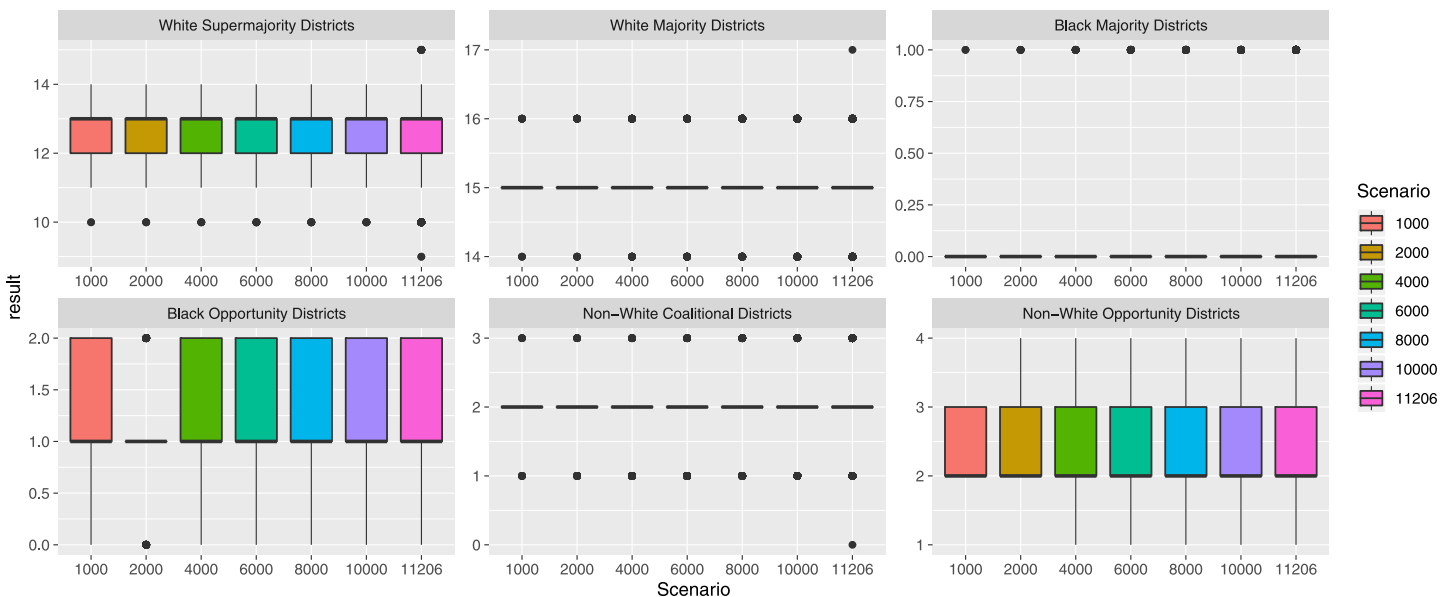 White Supermajority Districts
White Majority Districts
Black Majority Districts
14
12
10
1000 2000 4000 6000 8000 10000 11206
17
16
15
14
1000 2000 4000 6000 8000 10000 11206
1.00
0.75
0.50
0.25
0.00
1000 2000 4000 6000 8000 10000 11206
result
Black Opportunity Districts
Non−White Coalitional Districts
Non−White Opportunity Districts
2.0
1.5
1.0
0.5
0.0
1000 2000 4000 6000 8000 10000 11206
3
2
1
0
1000 2000 4000 6000 8000 10000 11206
4
3
2
1
1000 2000 4000 6000 8000 10000 11206
Scenario
Scenario
1000
2000
4000
6000
8000
10000
11206